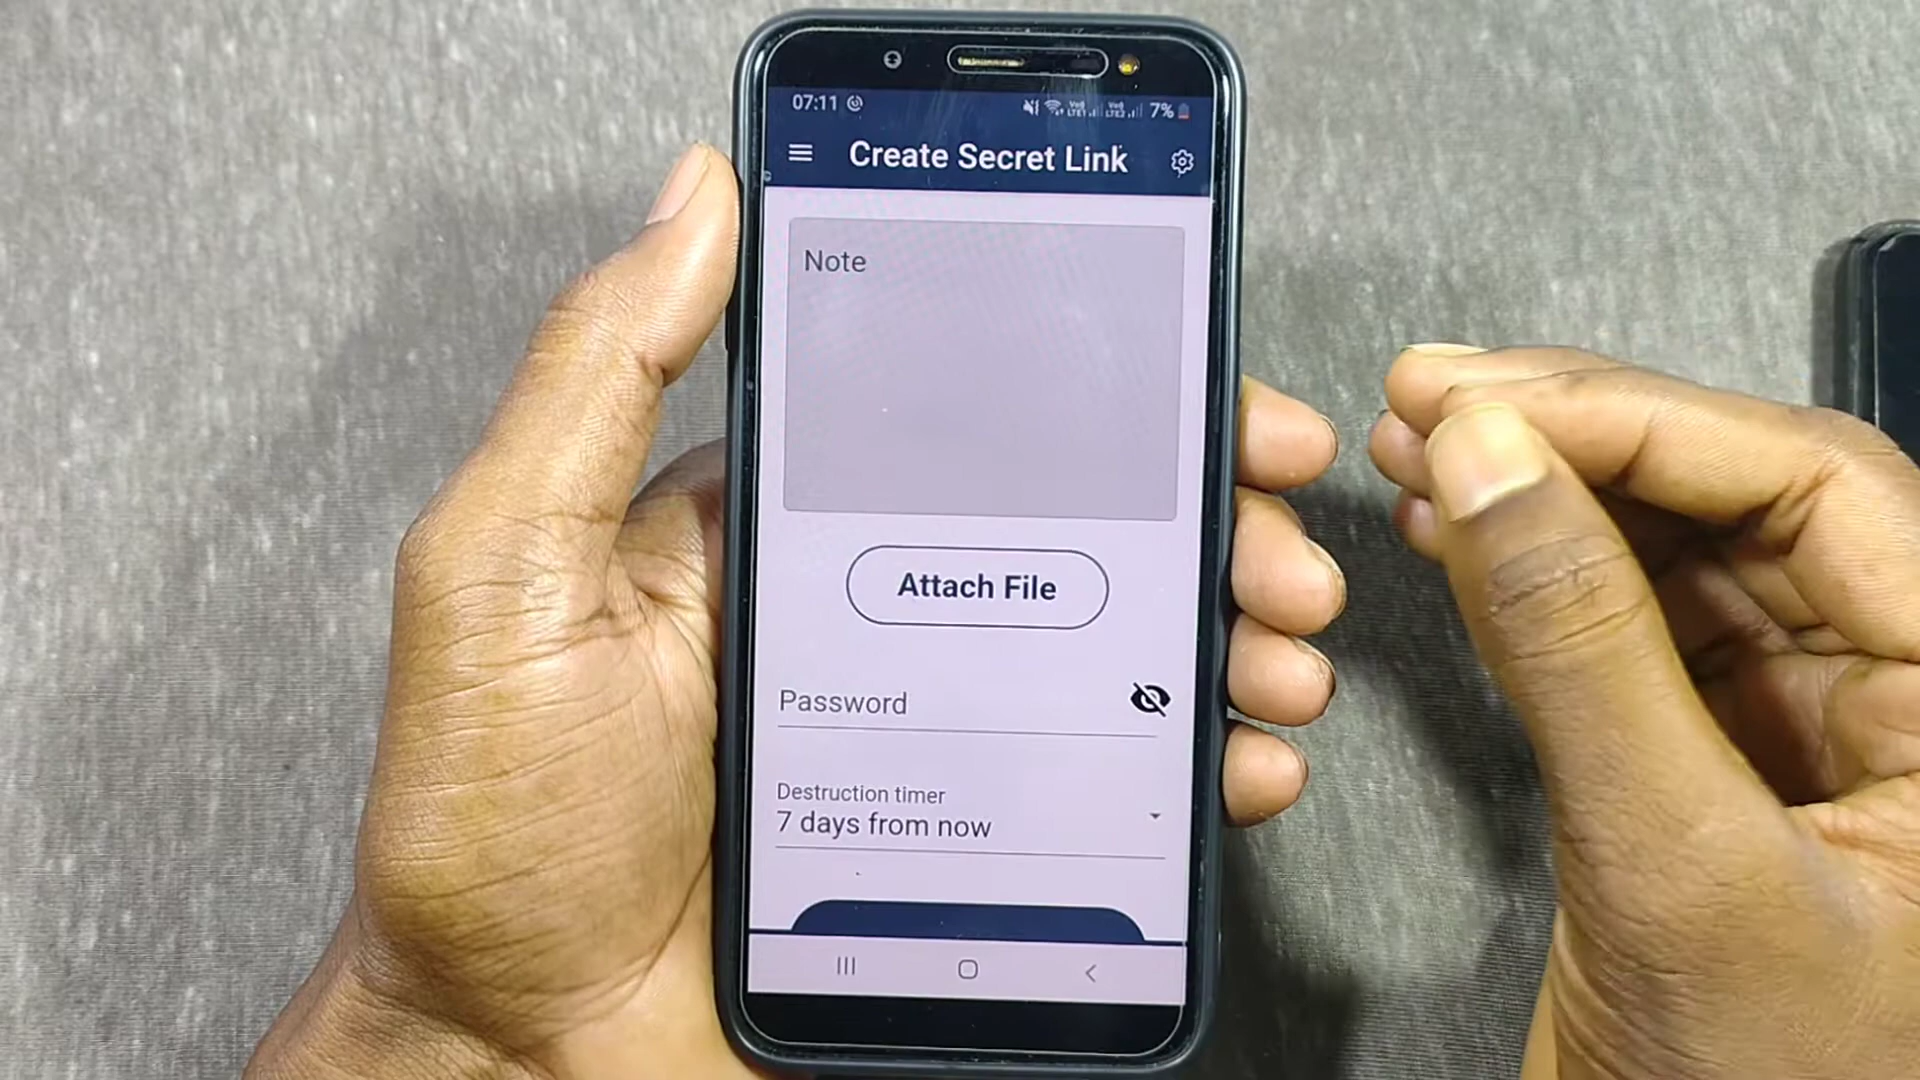 07:11 7%
Create Secret Link
Note
Attach File
Password
Destruction timer
7 days from now